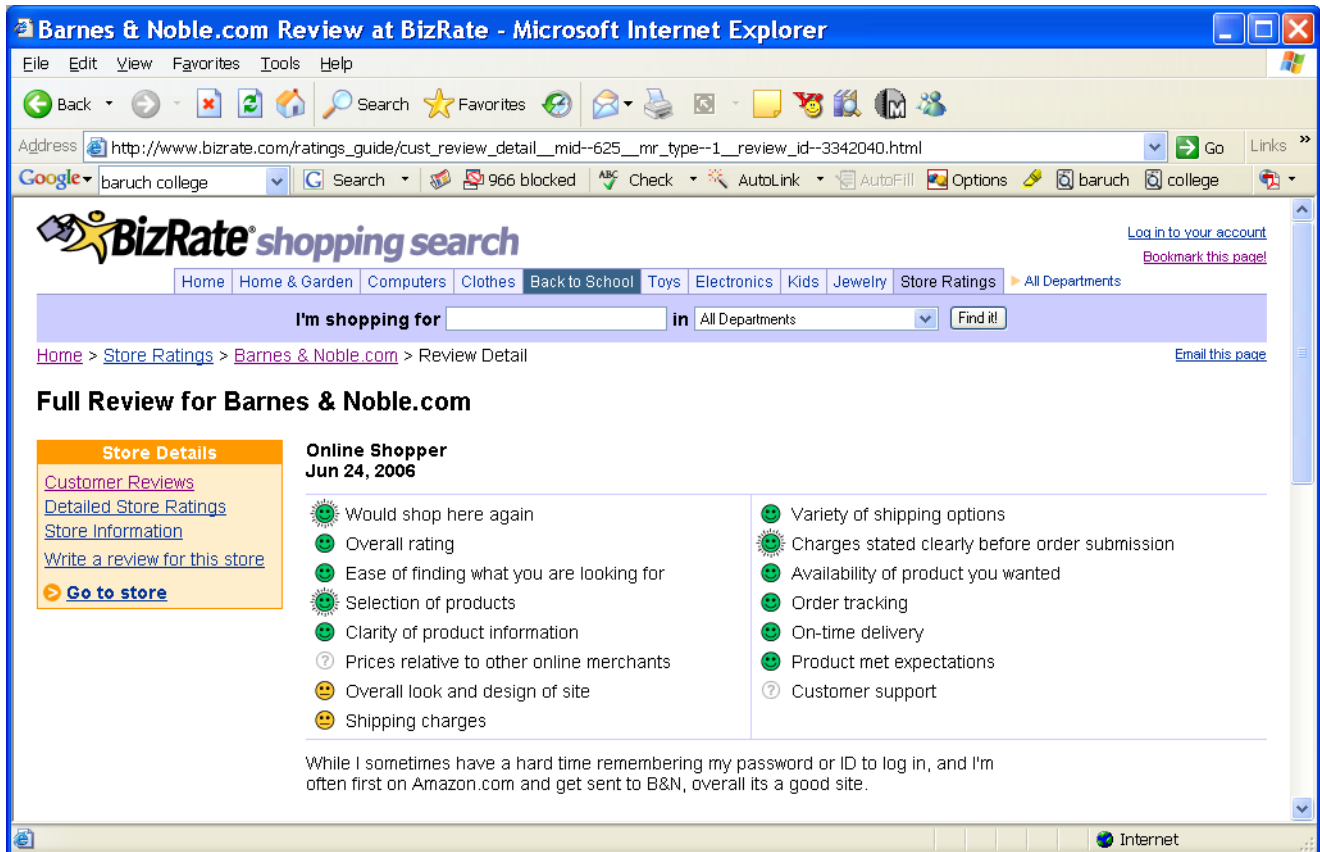 Barnes & Noble.com Review at BizRate - Microsoft Internet Explorer
File Edit View Favorites Tools Help
Back Search Favorites
Address http://www.bizrate.com/ratings_guide/cust_review_detail__mid--625__mr_type--1__review_id--3342040.html Go Links »
Google baruch college G Search 966 blocked ABC Check AutoLink AutoFill Options baruch college
BizRate® shopping search
Log in to your account
Bookmark this page!
Home Home & Garden Computers Clothes Back to School Toys Electronics Kids Jewelry Store Ratings All Departments
I'm shopping for in All Departments Find it!
Home > Store Ratings > Barnes & Noble.com > Review Detail Email this page
Full Review for Barnes & Noble.com
Store Details
Customer Reviews
Detailed Store Ratings
Store Information
Write a review for this store
Go to store
Online Shopper
Jun 24, 2006
Would shop here again
Overall rating
Ease of finding what you are looking for
Selection of products
Clarity of product information
? Prices relative to other online merchants
Overall look and design of site
Shipping charges
Variety of shipping options
Charges stated clearly before order submission
Availability of product you wanted
Order tracking
On-time delivery
Product met expectations
? Customer support
While I sometimes have a hard time remembering my password or ID to log in, and I'm
often first on Amazon.com and get sent to B&N, overall its a good site.
Internet